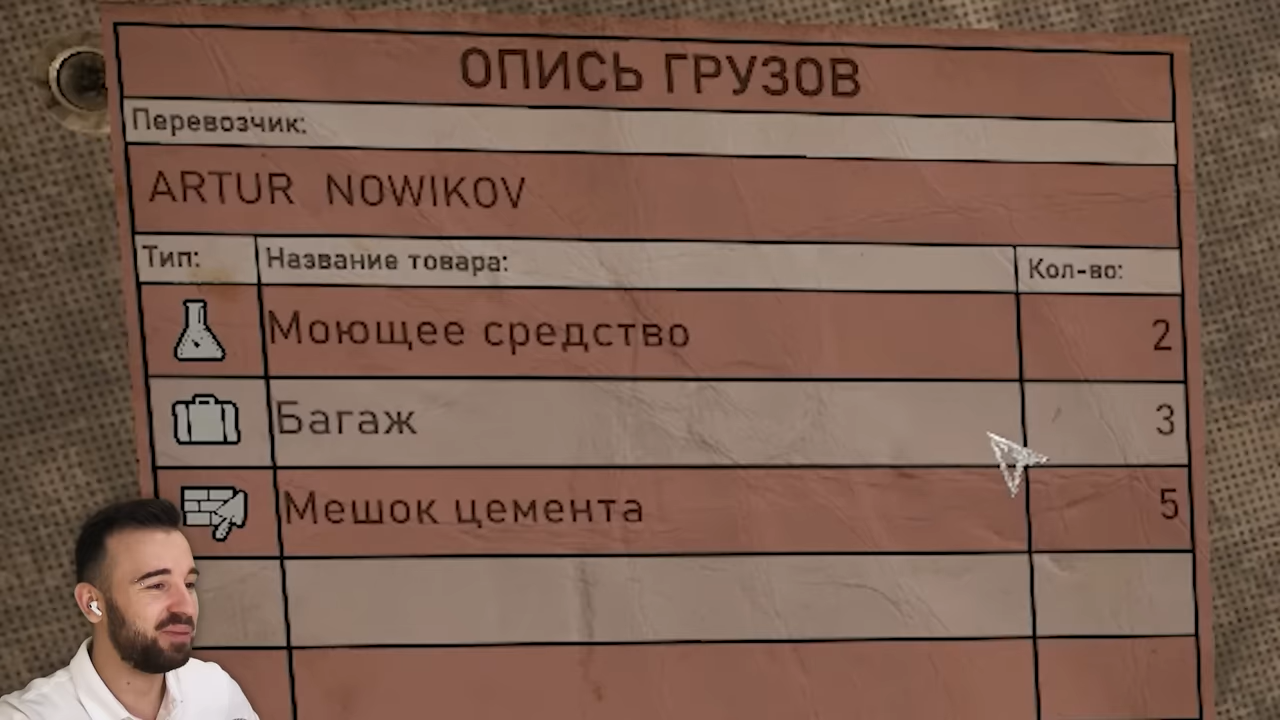 ОПИСЬ ГРУЗОВ
Перевозчик:
ARTUR NOWIKOV
Тип: Название товара: Кол-во:
Моющее средство 2
Багаж 3
Мешок цемента 5